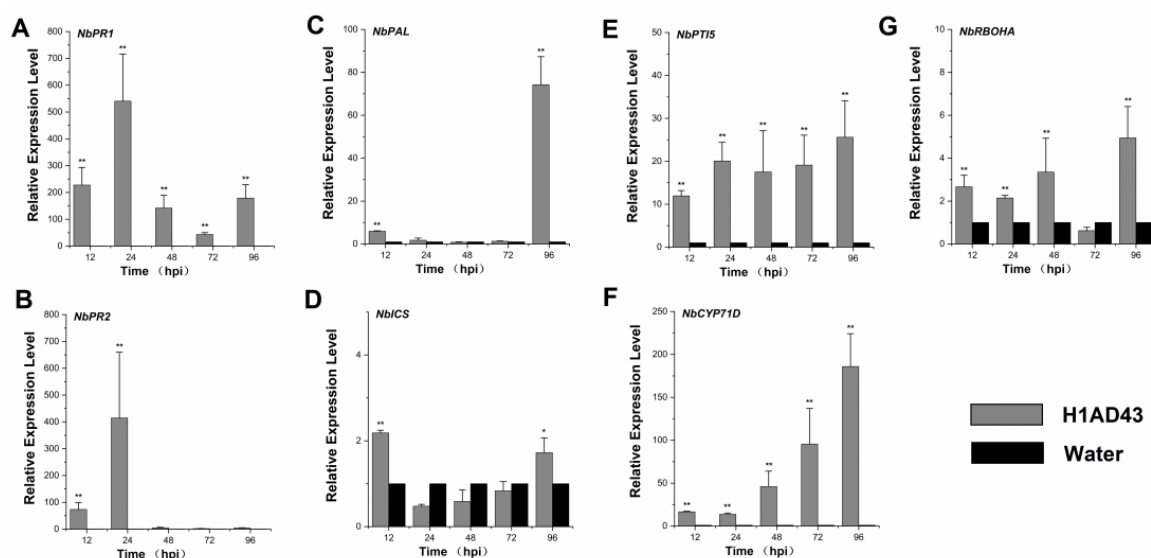 A
NbPR1
Relative Expression Level
800
700
600
500
400
300
200
100
0
**
**
**
**
**
12 24 48 72 96
Time （hpi）
B
NbPR2
Relative Expression Level
800
700
600
500
400
300
200
100
0
**
**
12 24 48 72 96
Time （hpi）
C
NbPAL
Relative Expression Level
100
80
60
40
20
0
**
**
12 24 48 72 96
Time （hpi）
D
NbICS
Relative Expression Level
4
2
0
**
*
12 24 48 72 96
Time （hpi）
E
NbPTI5
Relative Expression Level
50
40
30
20
10
0
**
**
**
**
**
12 24 48 72 96
Time （hpi）
F
NbCYP71D
Relative Expression Level
250
200
150
100
50
0
**
**
**
**
**
12 24 48 72 96
Time （hpi）
G
NbRBOHA
Relative Expression Level
10
8
6
4
2
0
**
**
**
**
12 24 48 72 96
Time （hpi）
H1AD43
Water